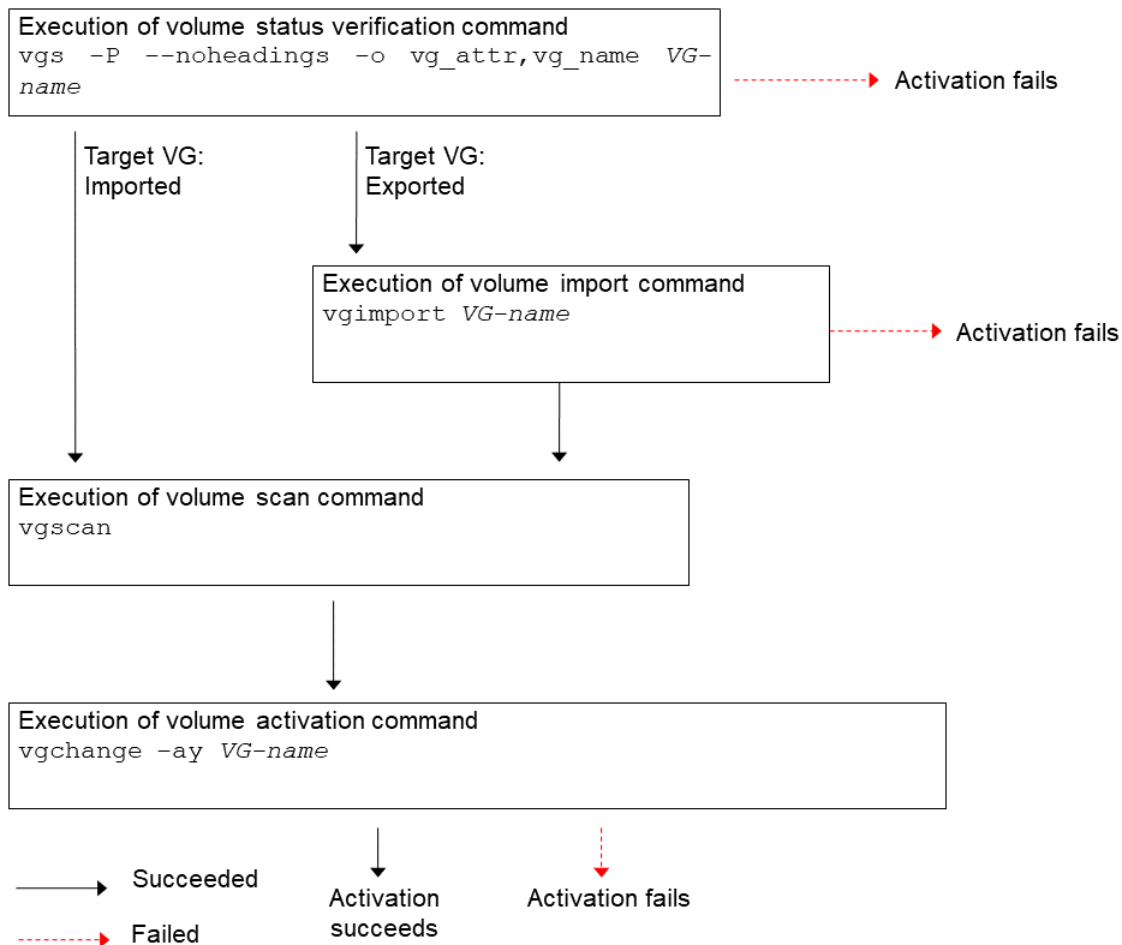 Execution of volume status verification command
vgs -P --noheadings -o vg_attr,vg_name VG-
name
Activation fails
Target VG:
Imported
Target VG:
Exported
Execution of volume import command
vgimport VG-name
Activation fails
Execution of volume scan command
vgscan
Execution of volume activation command
vgchange -ay VG-name
Succeeded
Activation
succeeds
Activation fails
Failed